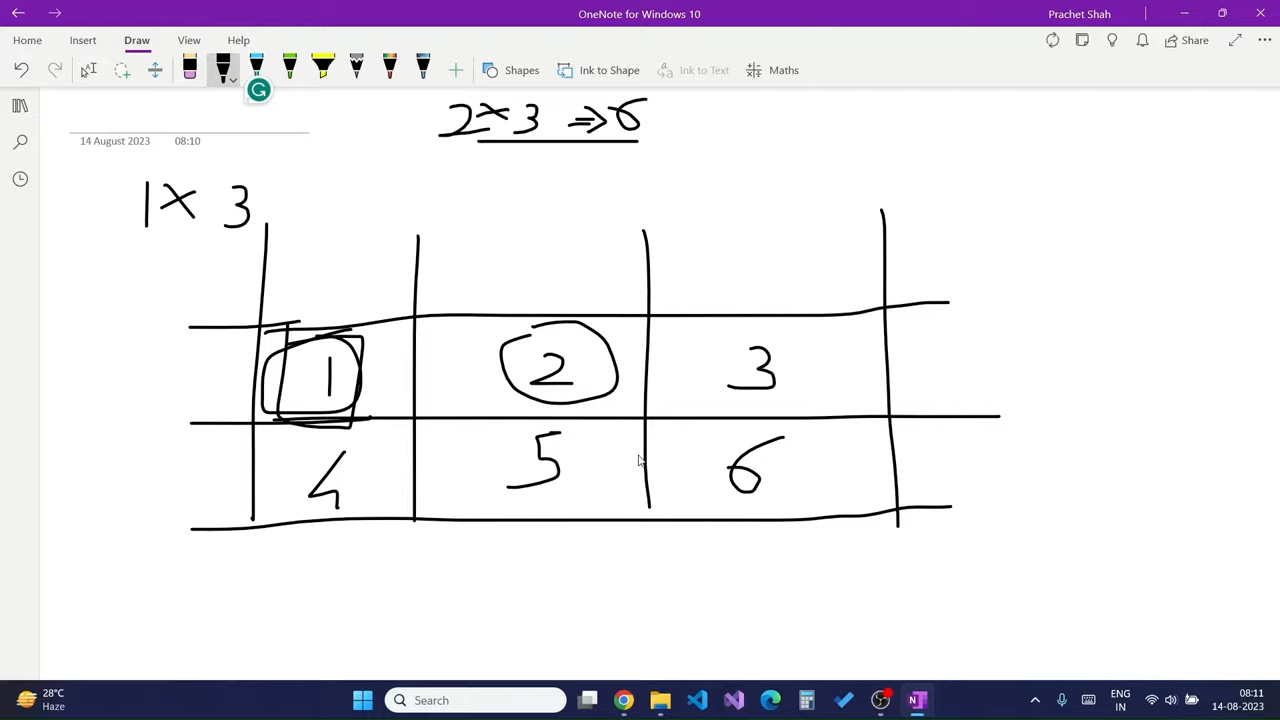 OneNote for Windows 10
Prachet Shah
Home Insert Draw View Help
Share
Shapes Ink to Shape Ink to Text Maths
2 × 3 => 6
14 August 2023 08:10
1 × 3
1 2 3
4 5 6
28°C
Haze
Search
ENG
IN
08:11
14-08-2023